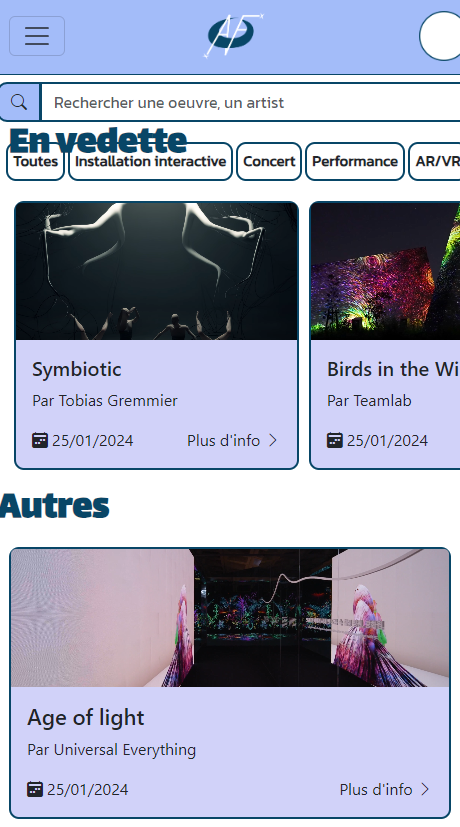 AF
Rechercher une oeuvre, un artist
En vedette
Toutes Installation interactive Concert Performance AR/VR
Symbiotic
Par Tobias Gremmier
25/01/2024 Plus d'info
Birds in the Wi
Par Teamlab
25/01/2024
Autres
Age of light
Par Universal Everything
25/01/2024 Plus d'info